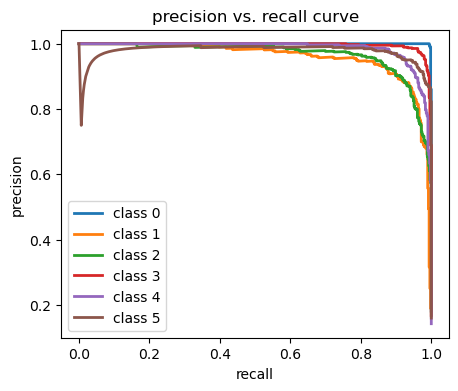 precision vs. recall curve
1.0
0.8
0.6
0.4
0.2
precision
class 0
class 1
class 2
class 3
class 4
class 5
0.0 0.2 0.4 0.6 0.8 1.0
recall